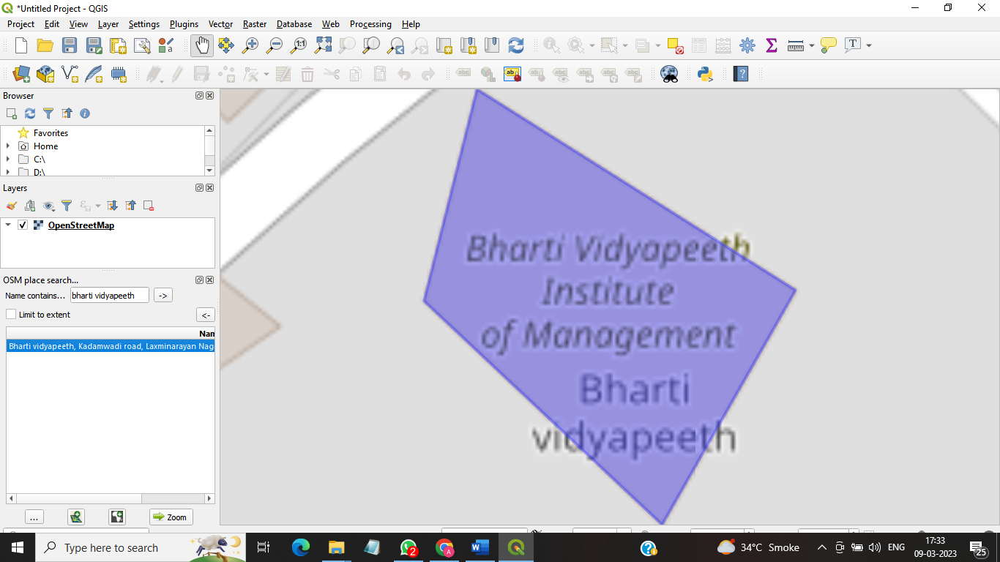 *Untitled Project - QGIS
Project Edit View Layer Settings Plugins Vector Raster Database Web Processing Help
Browser
Favorites
Home
C:\
D:\
Layers
OpenStreetMap
OSM place search...
Name contains... bharti vidyapeeth ->
Limit to extent <-
Nam
Bharti vidyapeeth, Kadamwadi road, Laxminarayan Nag
... Zoom
Bharti Vidyapeeth
Institute
of Management
Bharti
vidyapeeth
Type here to search
2
34°C Smoke
ENG
17:33
09-03-2023
25